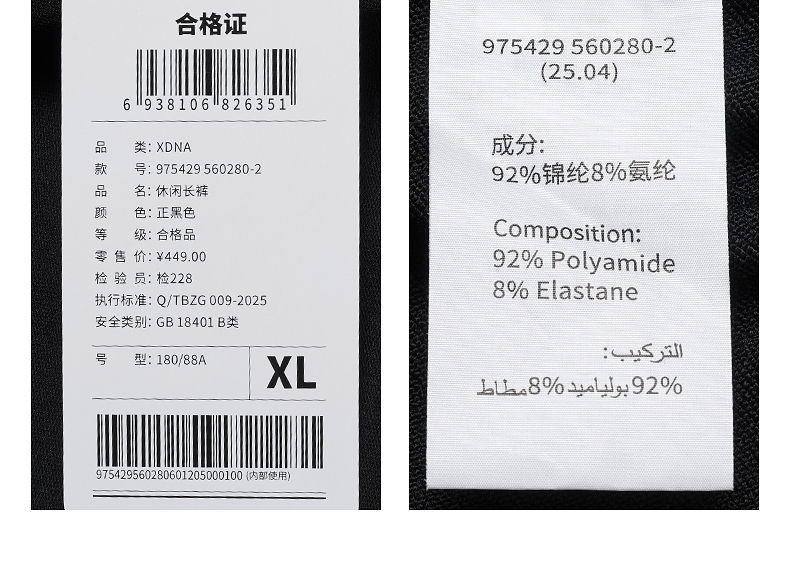 合格证
6 938106 826351
品 类: XDNA
款 号: 975429 560280-2
品 名: 休闲长裤
颜 色: 正黑色
等 级: 合格品
零 售 价: ¥449.00
检 验 员: 检228
执行标准: Q/TBZG 009-2025
安全类别: GB 18401 B类
号 型: 180/88A
XL
975429560280601205000100 (内部使用)
975429 560280-2
(25.04)
成分:
92%锦纶8%氨纶
Composition:
92% Polyamide
8% Elastane
التركيب:
92%بولياميد8%مطاط